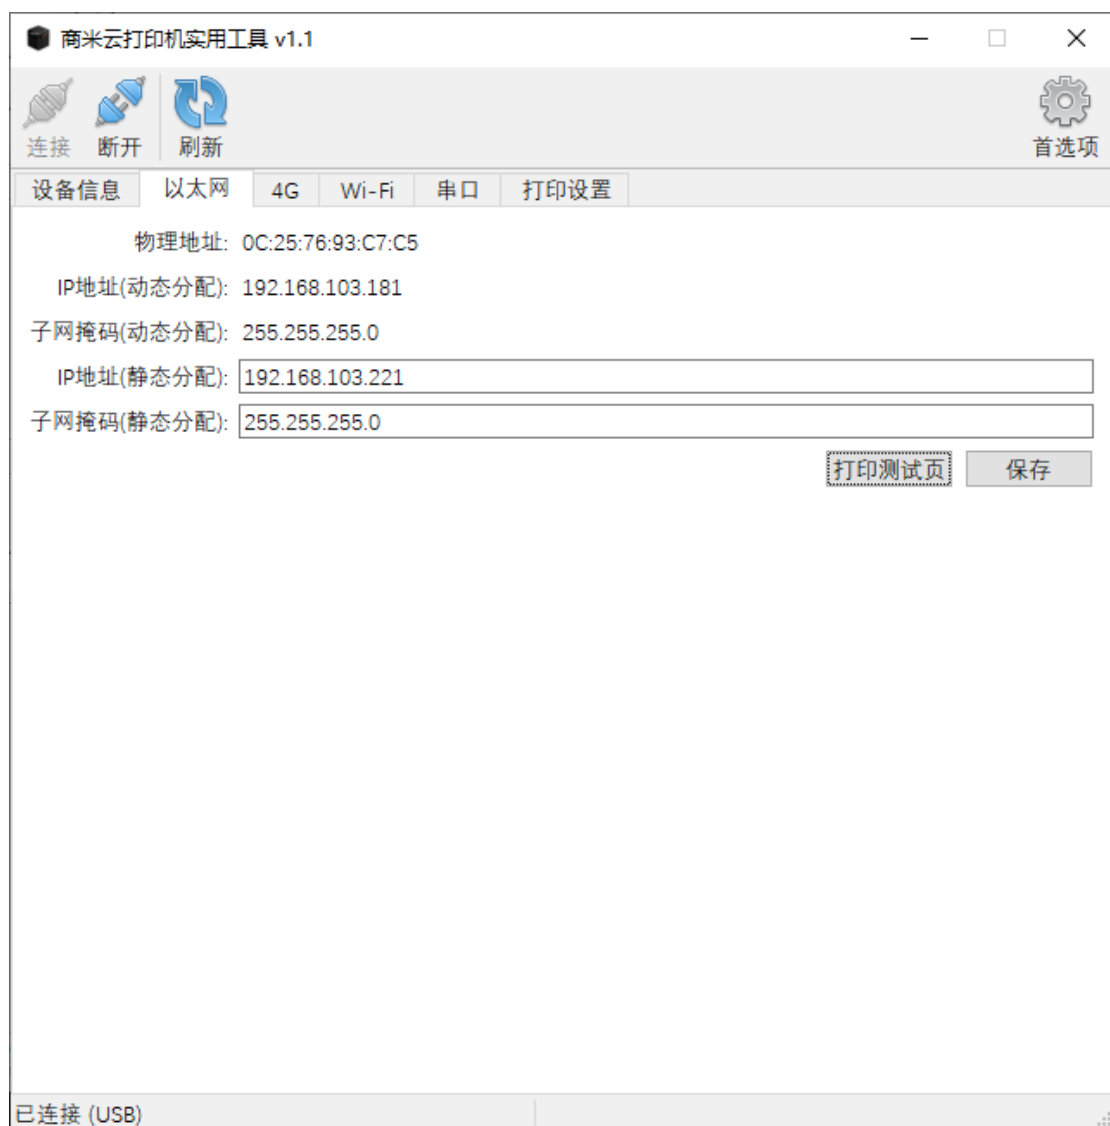 商米云打印机实用工具 v1.1
连接 断开 刷新 首选项
设备信息 以太网 4G Wi-Fi 串口 打印设置
物理地址: 0C:25:76:93:C7:C5
IP地址(动态分配): 192.168.103.181
子网掩码(动态分配): 255.255.255.0
IP地址(静态分配): 192.168.103.221
子网掩码(静态分配): 255.255.255.0
打印测试页 保存
已连接 (USB)